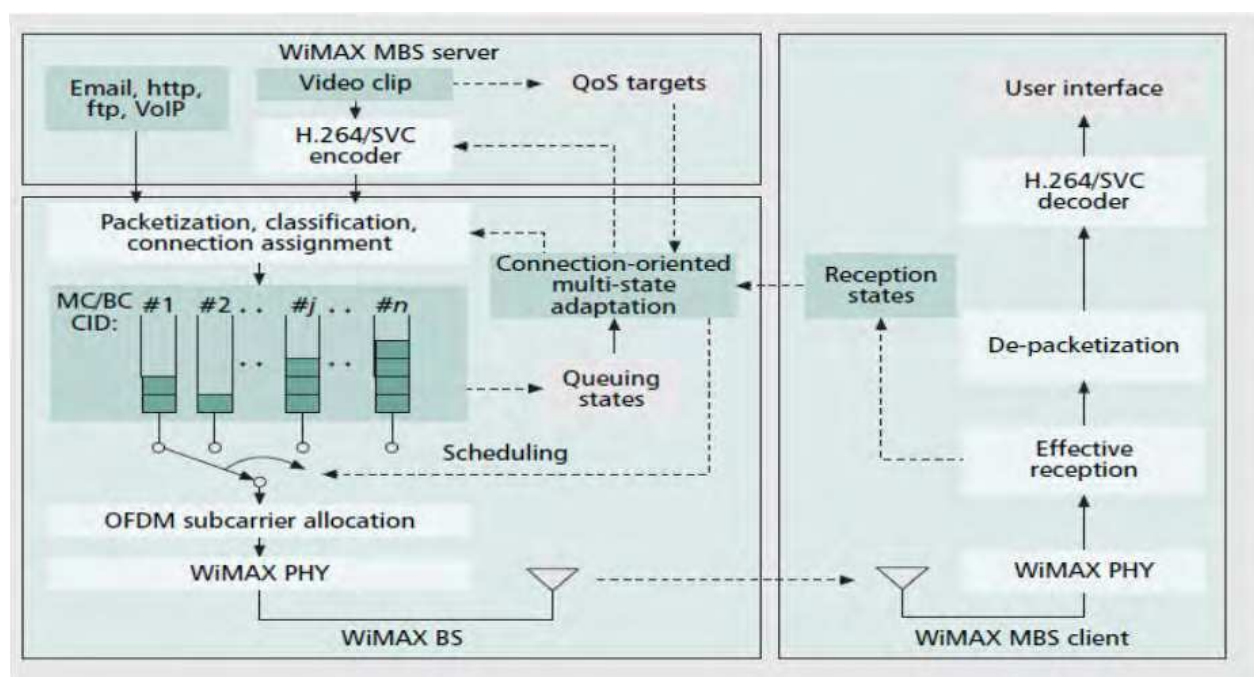 WiMAX MBS server
Email, http,
ftp, VoIP
Video clip
QoS targets
H.264/SVC
encoder
Packetization, classification,
connection assignment
MC/BC
CID:
#1 #2 . . #j . . #n
. . . .
Connection-oriented
multi-state
adaptation
Queuing
states
Scheduling
OFDM subcarrier allocation
WiMAX PHY
WiMAX BS
User interface
H.264/SVC
decoder
Reception
states
De-packetization
Effective
reception
WiMAX PHY
WiMAX MBS client